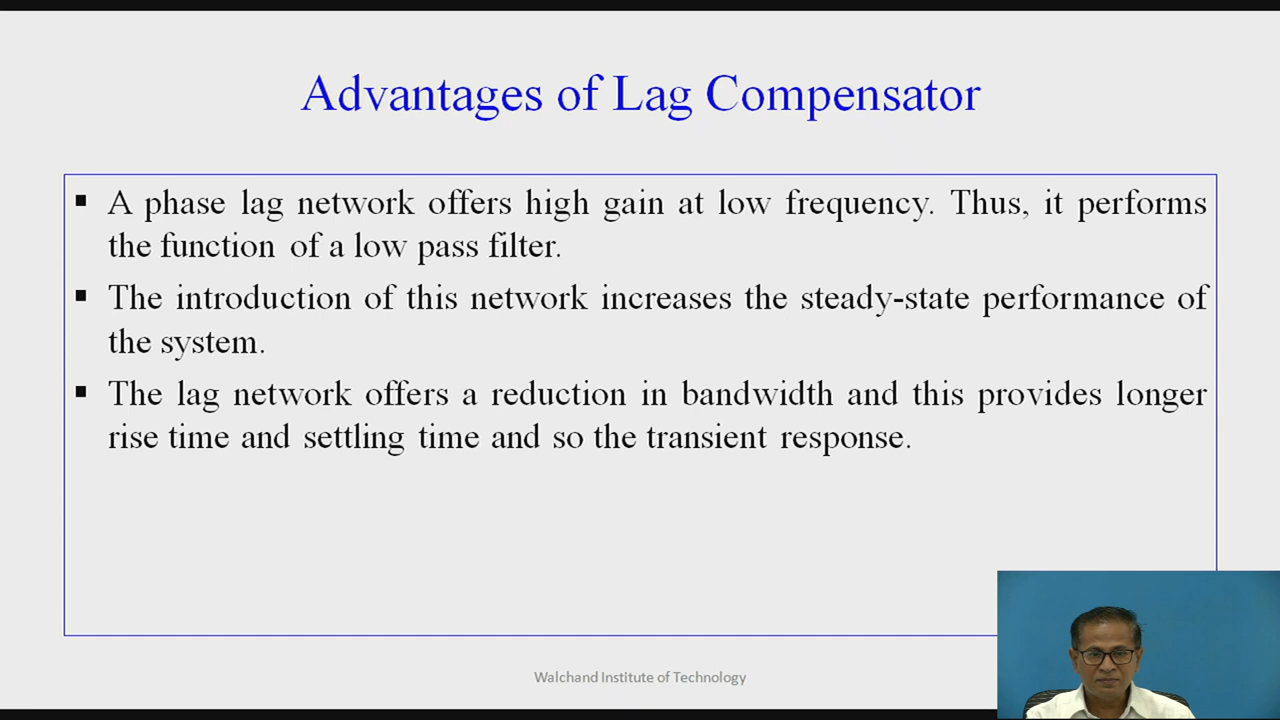 Advantages of Lag Compensator
▪ A phase lag network offers high gain at low frequency. Thus, it performs
the function of a low pass filter.
▪ The introduction of this network increases the steady-state performance of
the system.
▪ The lag network offers a reduction in bandwidth and this provides longer
rise time and settling time and so the transient response.
Walchand Institute of Technology